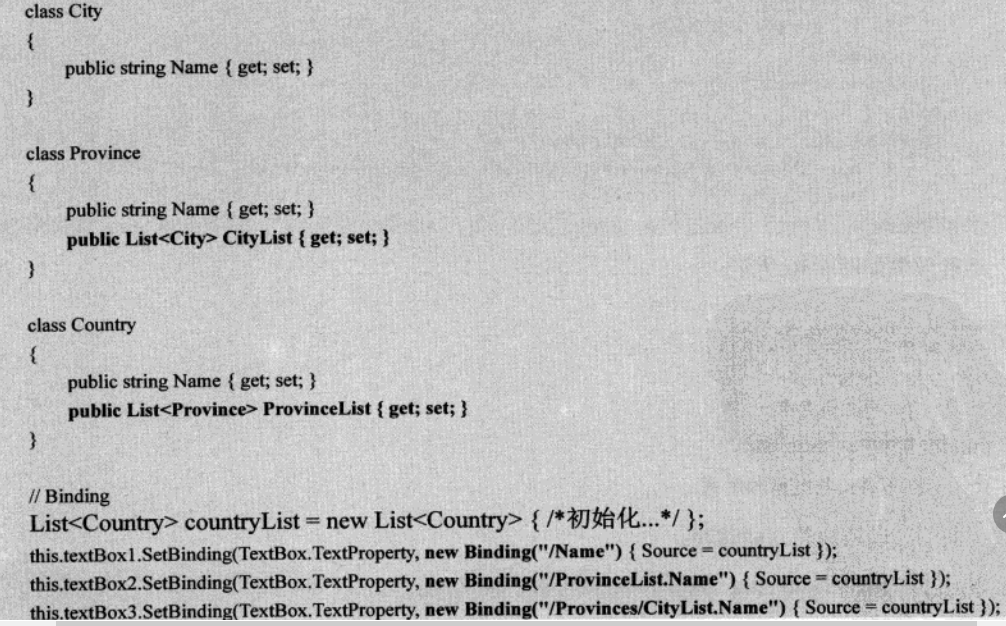 class City
{
public string Name { get; set; }
}
class Province
{
public string Name { get; set; }
public List<City> CityList { get; set; }
}
class Country
{
public string Name { get; set; }
public List<Province> ProvinceList { get; set; }
}
// Binding
List<Country> countryList = new List<Country> { /*初始化...*/ };
this.textBox1.SetBinding(TextBox.TextProperty, new Binding("/Name") { Source = countryList });
this.textBox2.SetBinding(TextBox.TextProperty, new Binding("/ProvinceList.Name") { Source = countryList });
this.textBox3.SetBinding(TextBox.TextProperty, new Binding("/Provinces/CityList.Name") { Source = countryList });